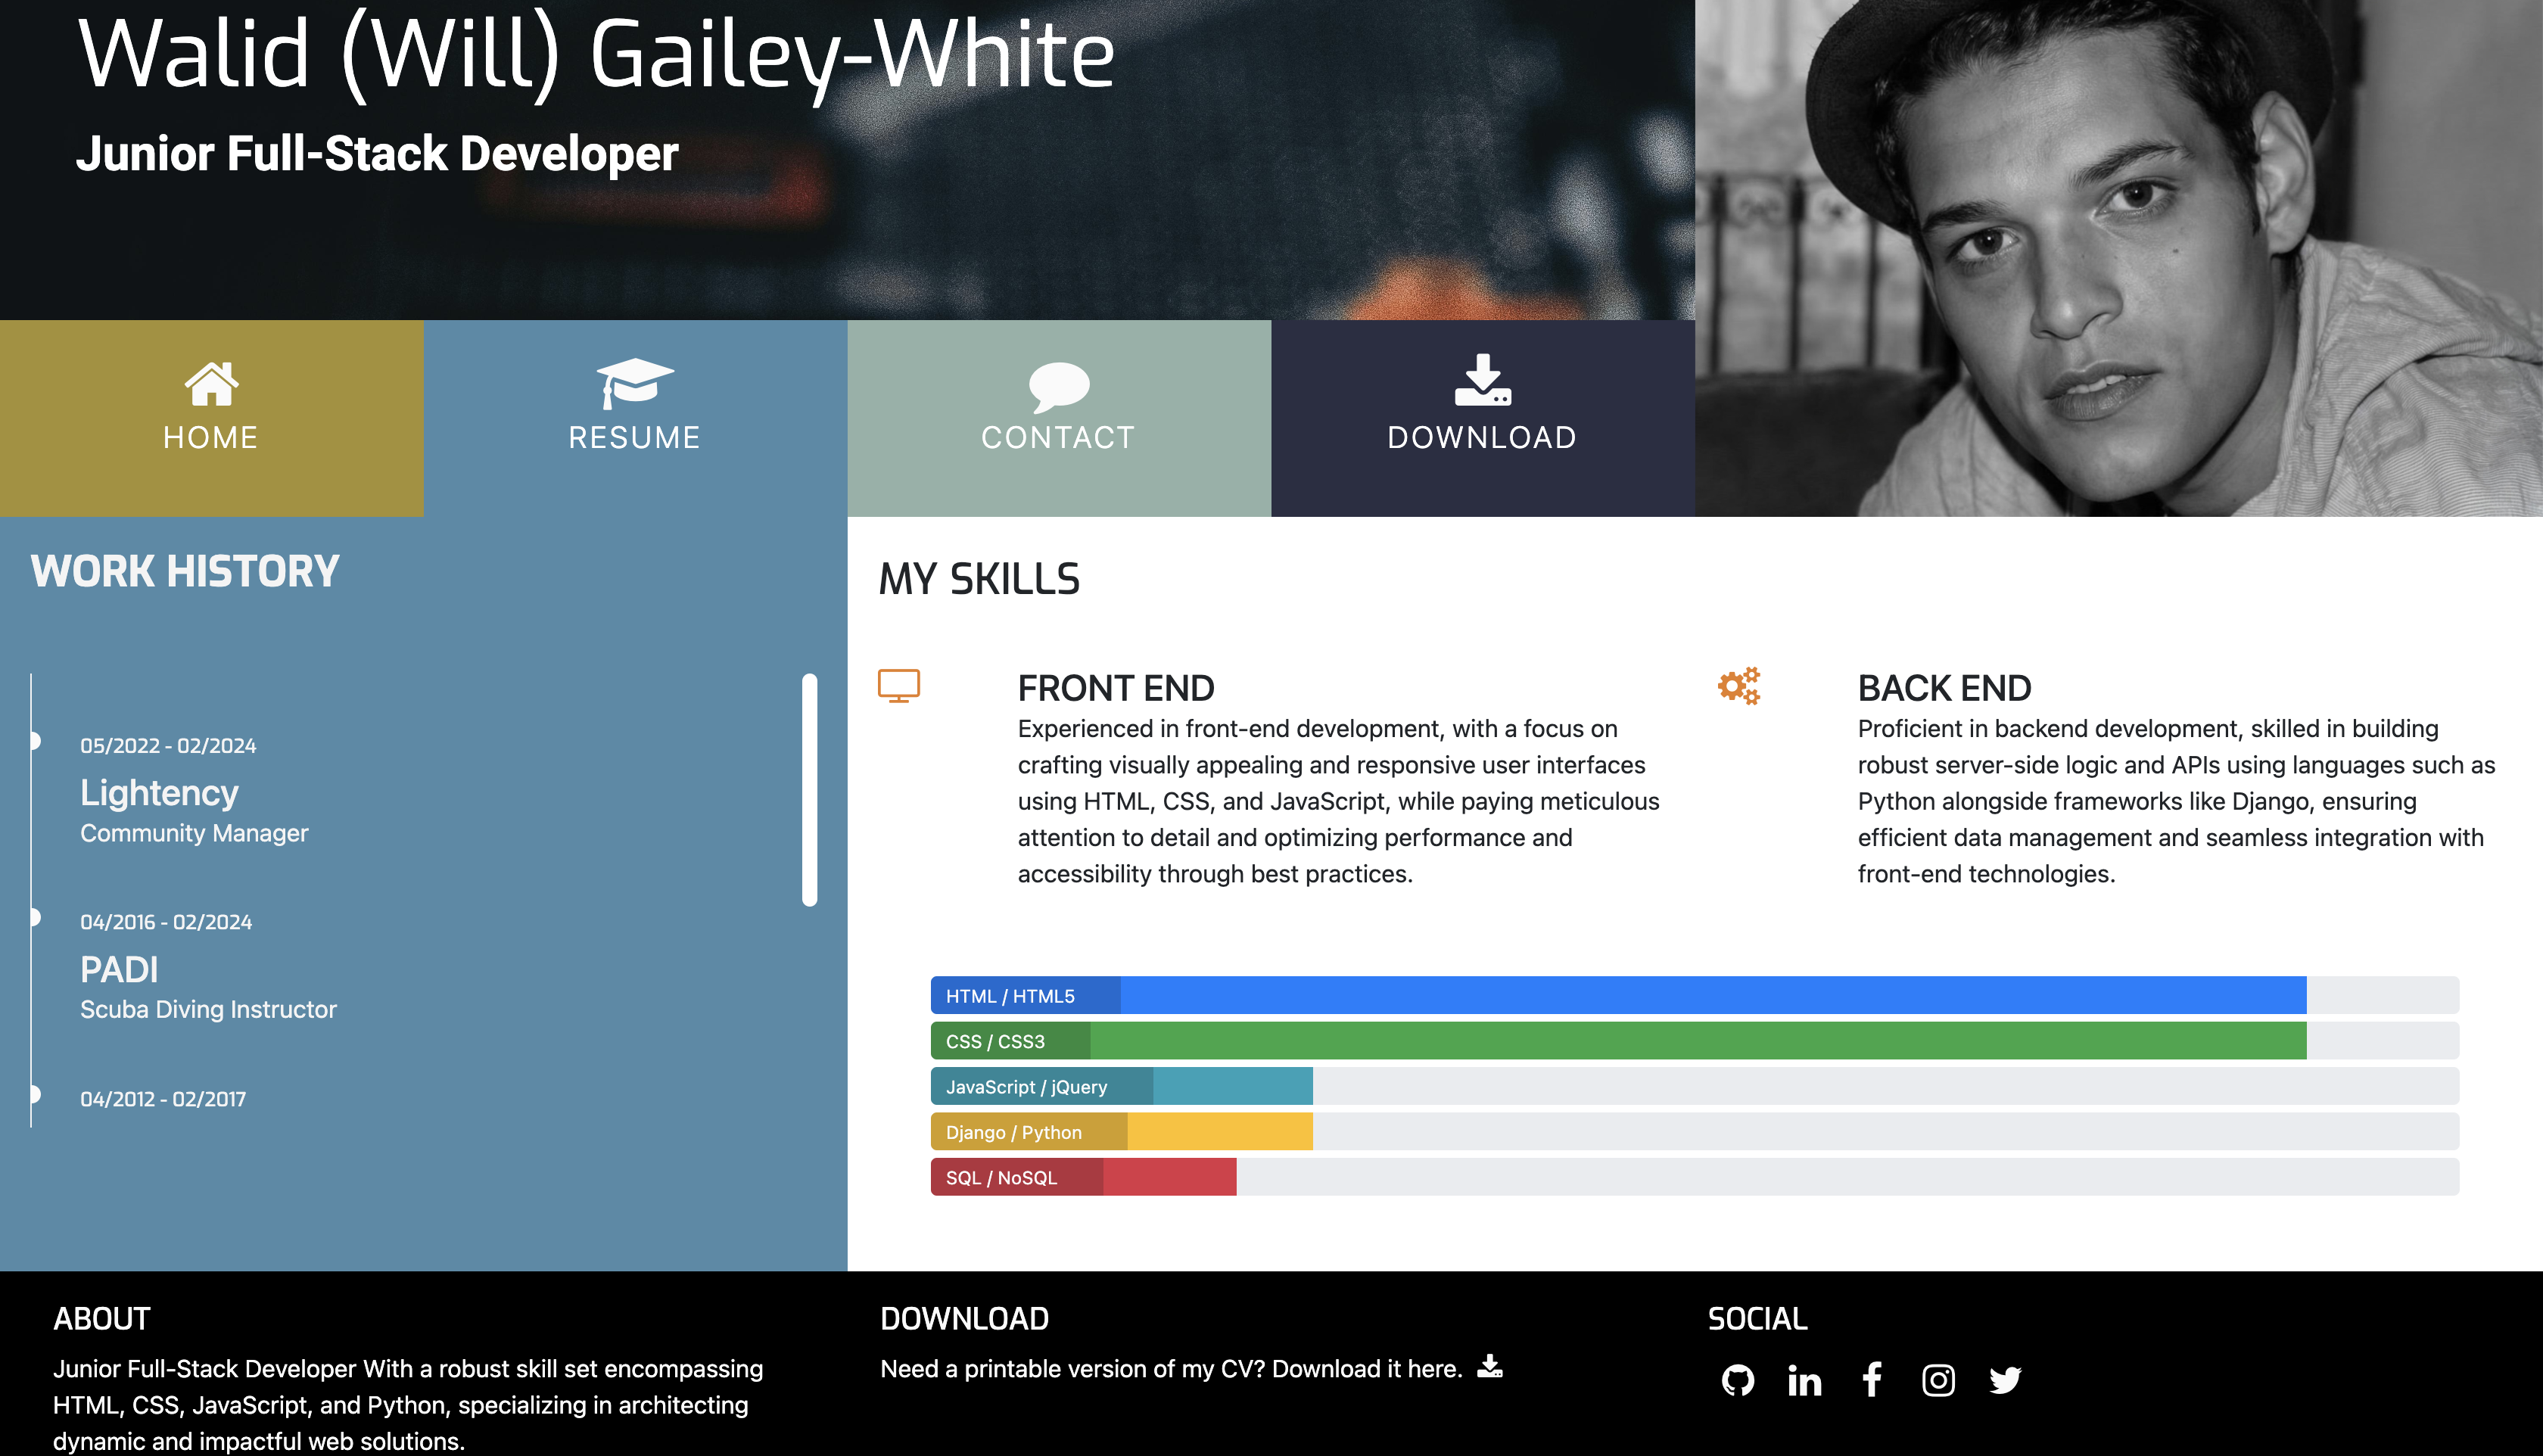 Walid (Will) Gailey-White
Junior Full-Stack Developer
HOME
RESUME
CONTACT
DOWNLOAD
WORK HISTORY
05/2022 - 02/2024
Lightency
Community Manager
04/2016 - 02/2024
PADI
Scuba Diving Instructor
04/2012 - 02/2017
MY SKILLS
FRONT END
Experienced in front-end development, with a focus on
crafting visually appealing and responsive user interfaces
using HTML, CSS, and JavaScript, while paying meticulous
attention to detail and optimizing performance and
accessibility through best practices.
BACK END
Proficient in backend development, skilled in building
robust server-side logic and APIs using languages such as
Python alongside frameworks like Django, ensuring
efficient data management and seamless integration with
front-end technologies.
HTML / HTML5
CSS / CSS3
JavaScript / jQuery
Django / Python
SQL / NoSQL
ABOUT
Junior Full-Stack Developer With a robust skill set encompassing
HTML, CSS, JavaScript, and Python, specializing in architecting
dynamic and impactful web solutions.
DOWNLOAD
Need a printable version of my CV? Download it here.
SOCIAL